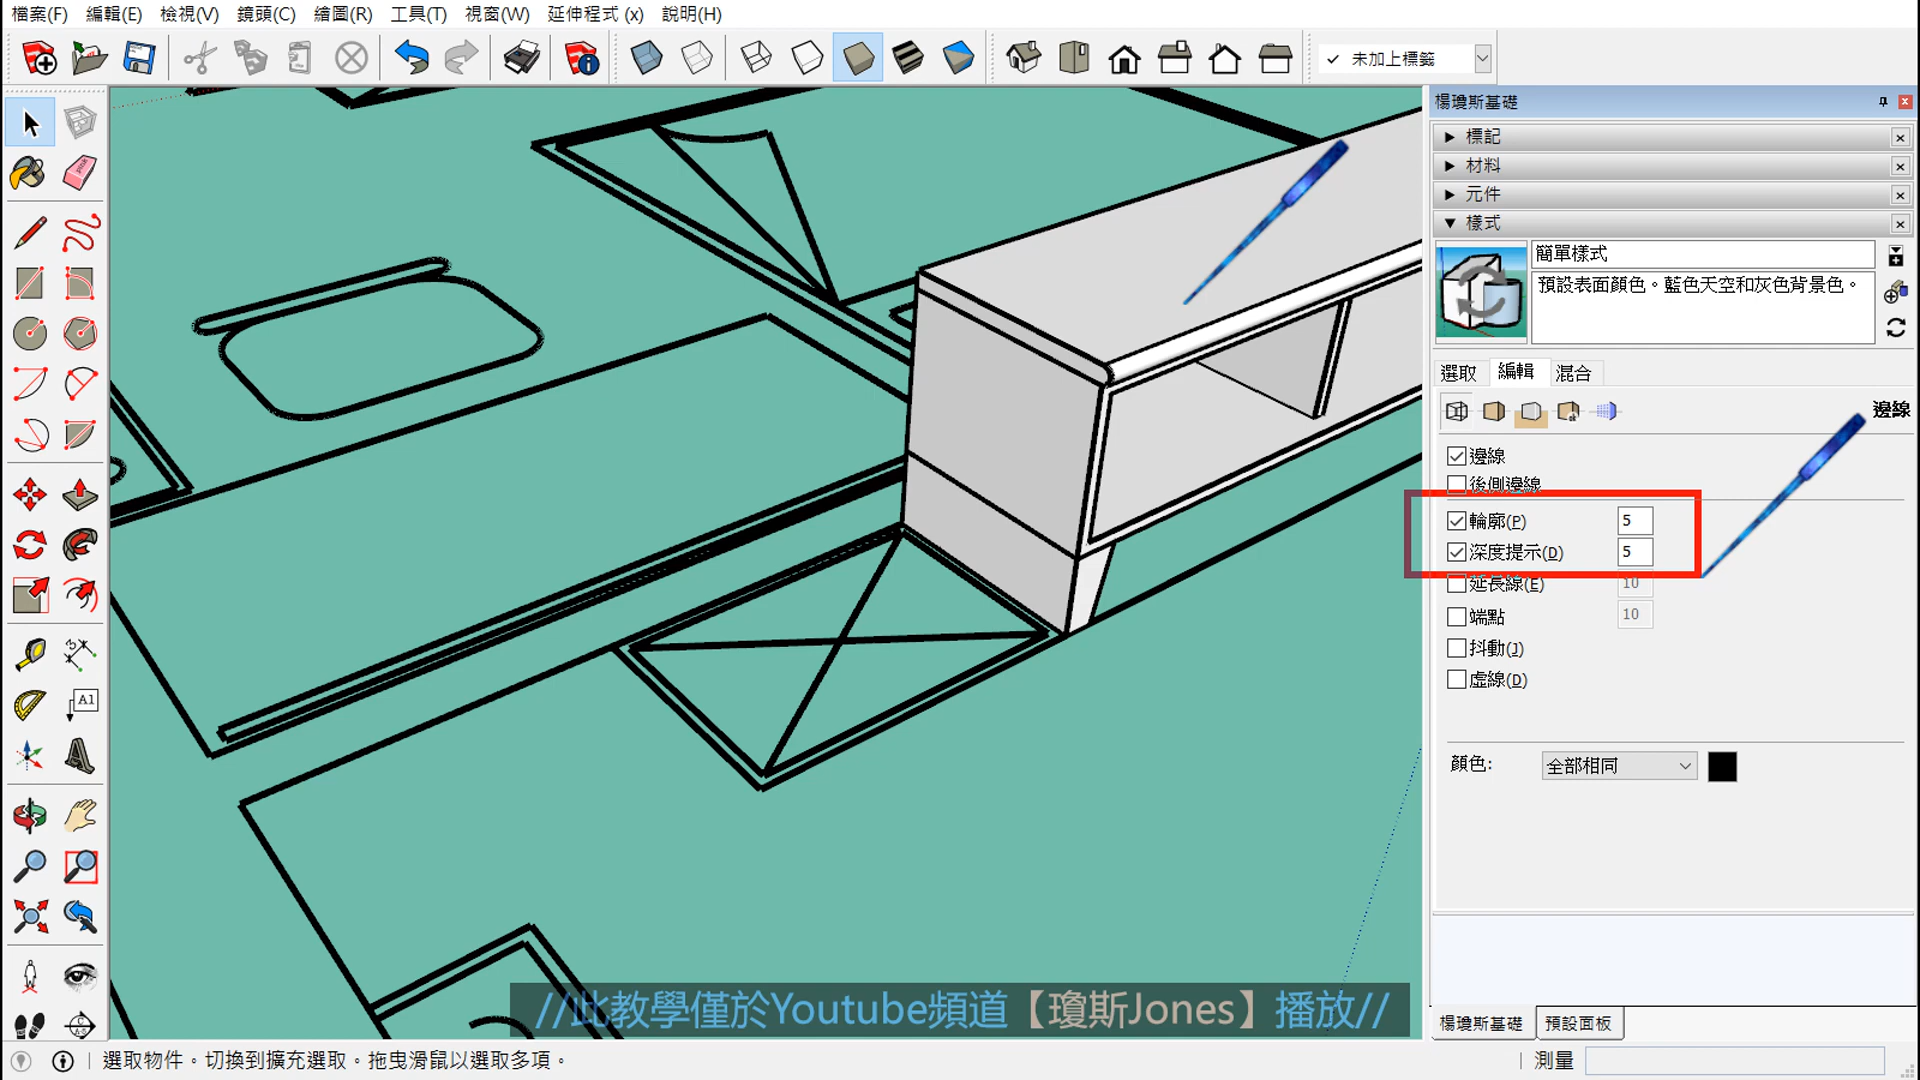 檔案(F) 編輯(E) 檢視(V) 鏡頭(C) 繪圖(R) 工具(T) 視窗(W) 延伸程式 (x) 說明(H)
未加上標籤
楊瓊斯基礎
標記
材料
元件
樣式
簡單樣式
預設表面顏色。藍色天空和灰色背景色。
選取 編輯 混合
邊線
邊線
後側邊線
輪廓(P) 5
深度提示(D) 5
延長線(E) 10
端點 10
抖動(J)
虛線(D)
顏色: 全部相同
A1
//此教學僅於Youtube頻道【瓊斯Jones】播放//
楊瓊斯基礎 預設面板
選取物件。切換到擴充選取。拖曳滑鼠以選取多項。
測量